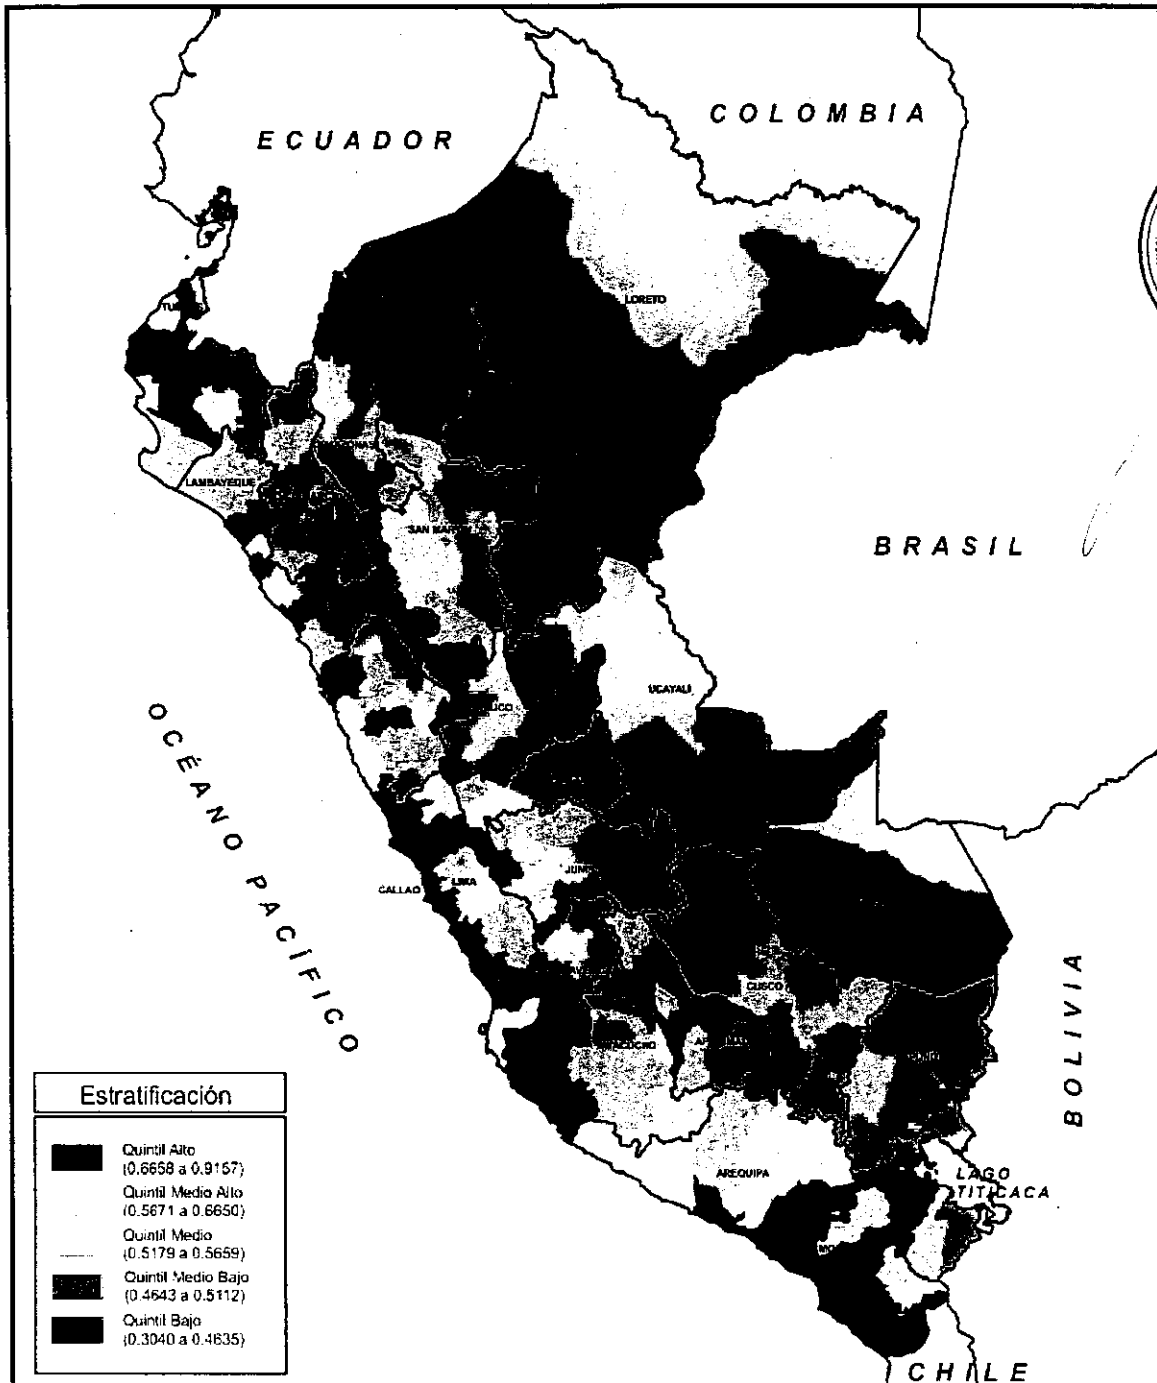 ECUADOR
COLOMBIA
LORETO
LAMBAYEQUE
BRASIL
UCAYALI
OCÉANO PACÍFICO
CALLAO
LIMA
CUSCO
BOLIVIA
Estratificación
Quintil Alto
(0.6658 a 0.9157)
Quintil Medio Alto
(0.5671 a 0.6650)
Quintil Medio
(0.5179 a 0.5659)
Quintil Medio Bajo
(0.4643 a 0.5112)
Quintil Bajo
(0.3040 a 0.4635)
AREQUIPA
LAGO
TITICACA
CHILE